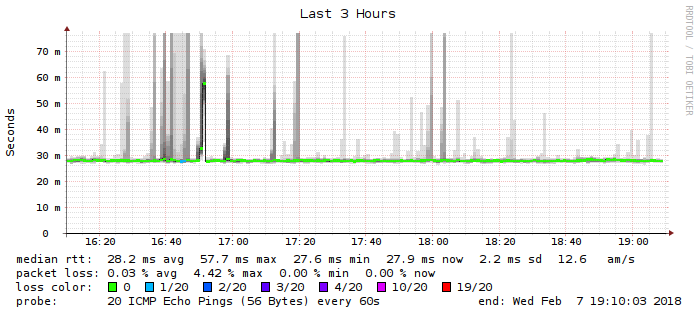 Last 3 Hours
RRDTOOL / TOBI OETIKER
Seconds
70 m
60 m
50 m
40 m
30 m
20 m
10 m
0
16:20 16:40 17:00 17:20 17:40 18:00 18:20 18:40 19:00
median rtt: 28.2 ms avg 57.7 ms max 27.6 ms min 27.9 ms now 2.2 ms sd 12.6 am/s
packet loss: 0.03 % avg 4.42 % max 0.00 % min 0.00 % now
loss color: 0 1/20 2/20 3/20 4/20 10/20 19/20
probe: 20 ICMP Echo Pings (56 Bytes) every 60s end: Wed Feb 7 19:10:03 2018